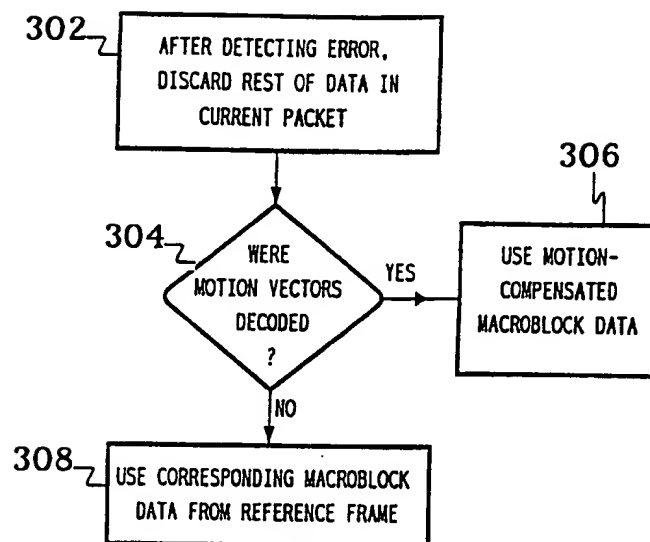 302
AFTER DETECTING ERROR,
DISCARD REST OF DATA IN
CURRENT PACKET
304
WERE
MOTION VECTORS
DECODED
?
YES
306
USE MOTION-
COMPENSATED
MACROBLOCK DATA
NO
308
USE CORRESPONDING MACROBLOCK
DATA FROM REFERENCE FRAME